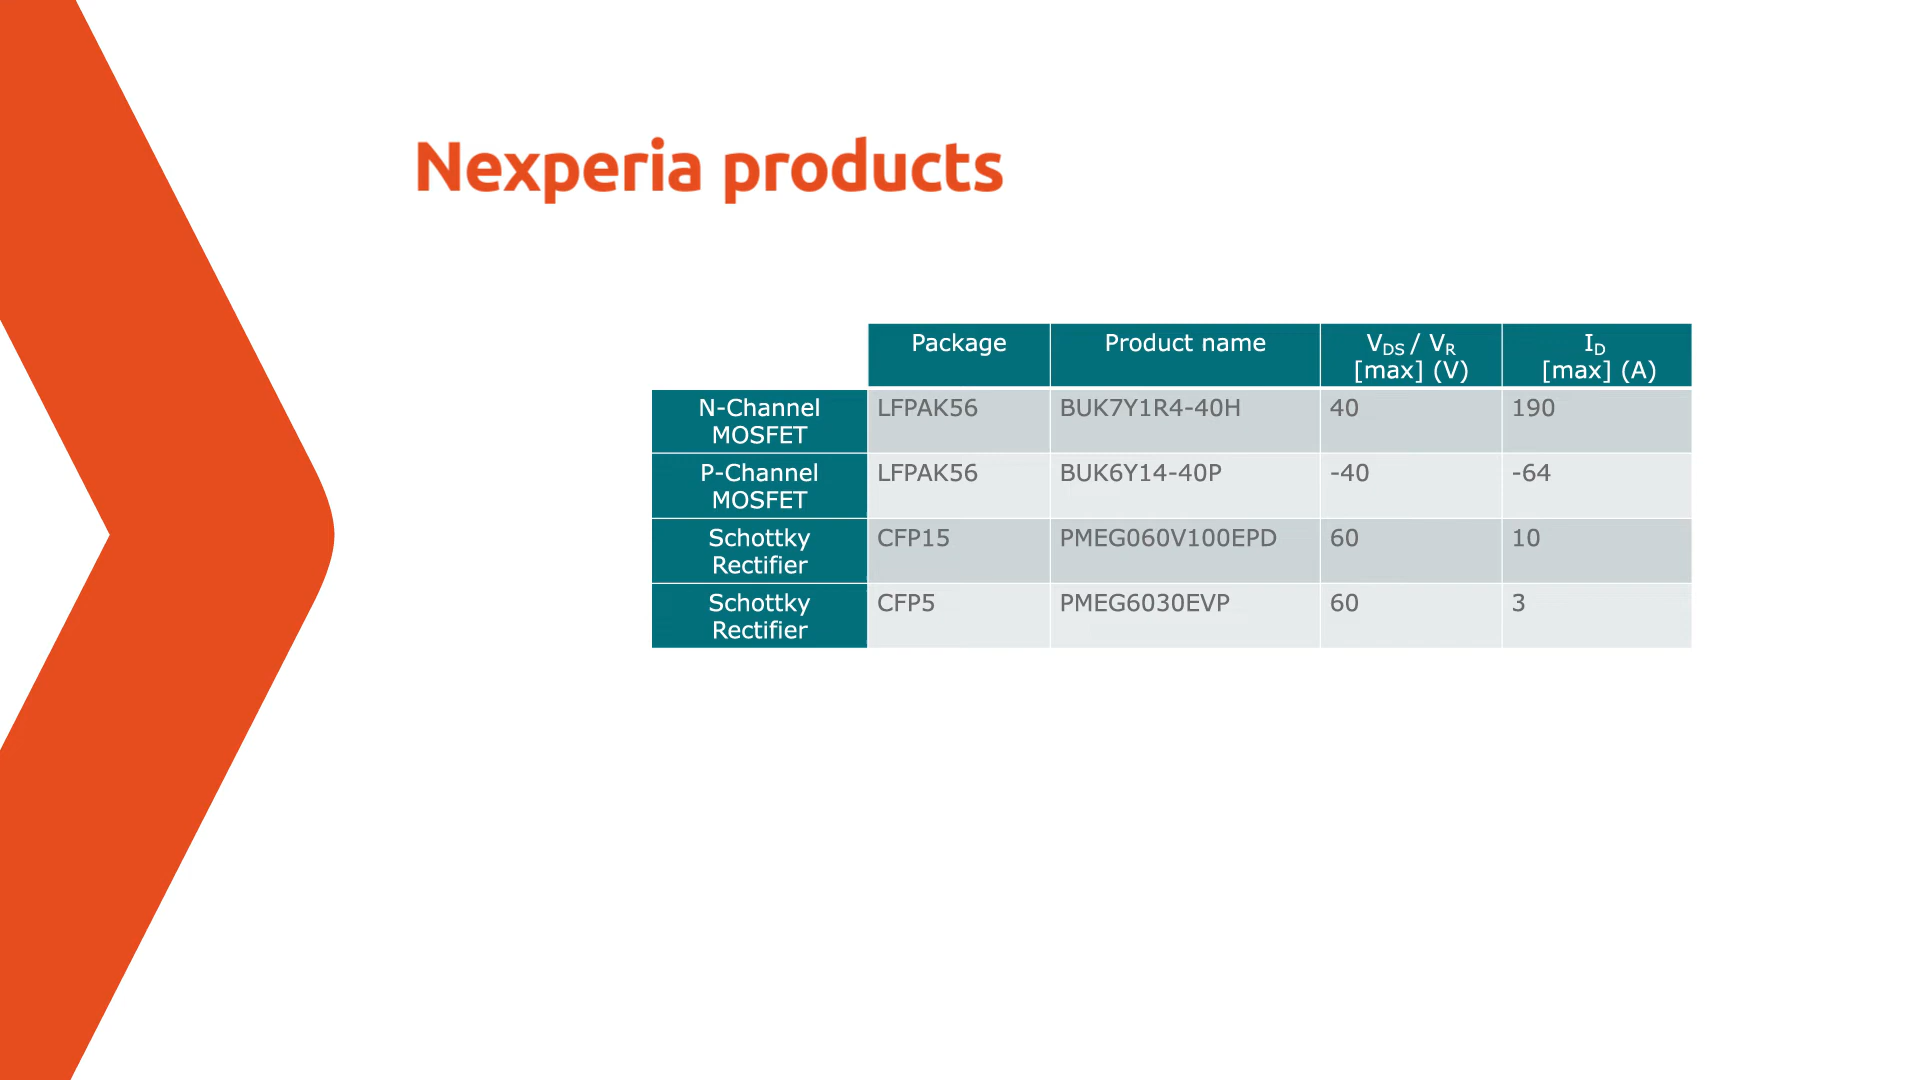 Nexperia products
Package Product name VDS / VR [max] (V) ID [max] (A)
N-Channel MOSFET LFPAK56 BUK7Y1R4-40H 40 190
P-Channel MOSFET LFPAK56 BUK6Y14-40P -40 -64
Schottky Rectifier CFP15 PMEG060V100EPD 60 10
Schottky Rectifier CFP5 PMEG6030EVP 60 3